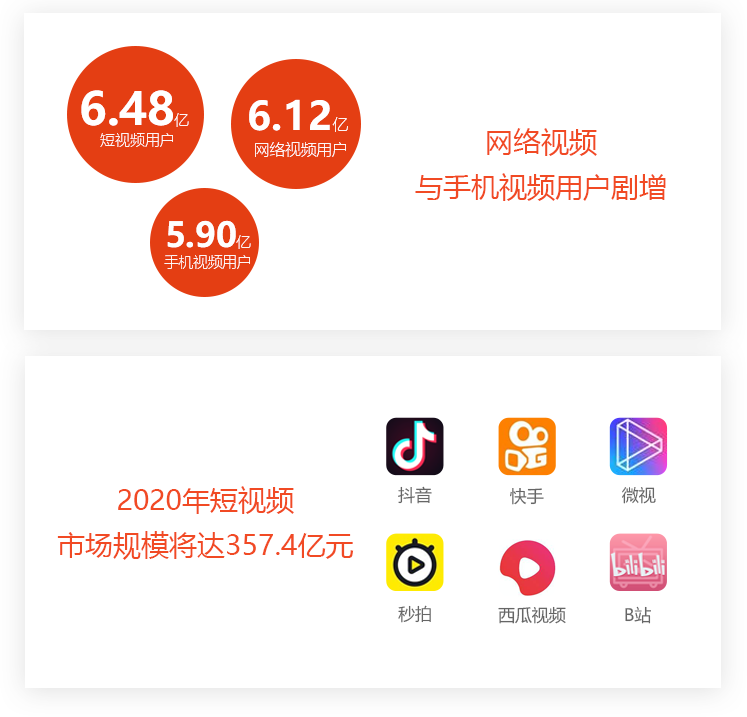 6.48亿
短视频用户
6.12亿
网络视频用户
5.90亿
手机视频用户
网络视频
与手机视频用户剧增
2020年短视频
市场规模将达357.4亿元
抖音
快手
微视
秒拍
西瓜视频
bilibili
B站